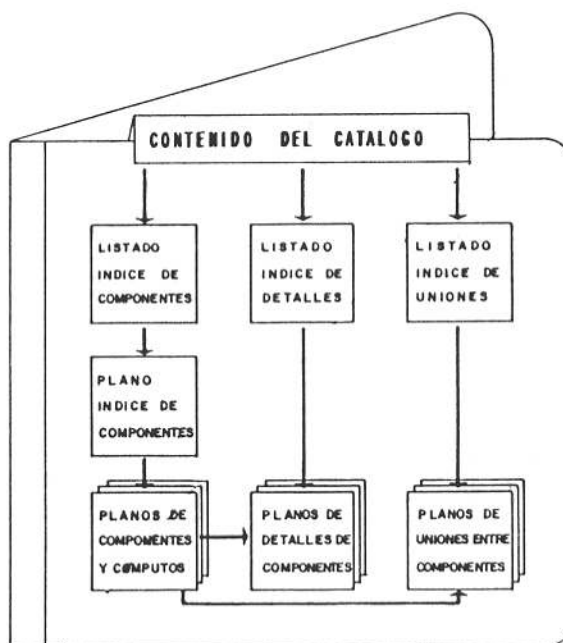 CONTENIDO DEL CATALOGO
LISTADO
INDICE DE
COMPONENTES
LISTADO
INDICE DE
DETALLES
LISTADO
INDICE DE
UNIONES
PLANO
INDICE DE
COMPONENTES
PLANOS DE
COMPOMENTES
Y COMPUTOS
PLANOS DE
DETALLES DE
COMPONENTES
PLANOS DE
UNIONES ENTRE
COMPONENTES